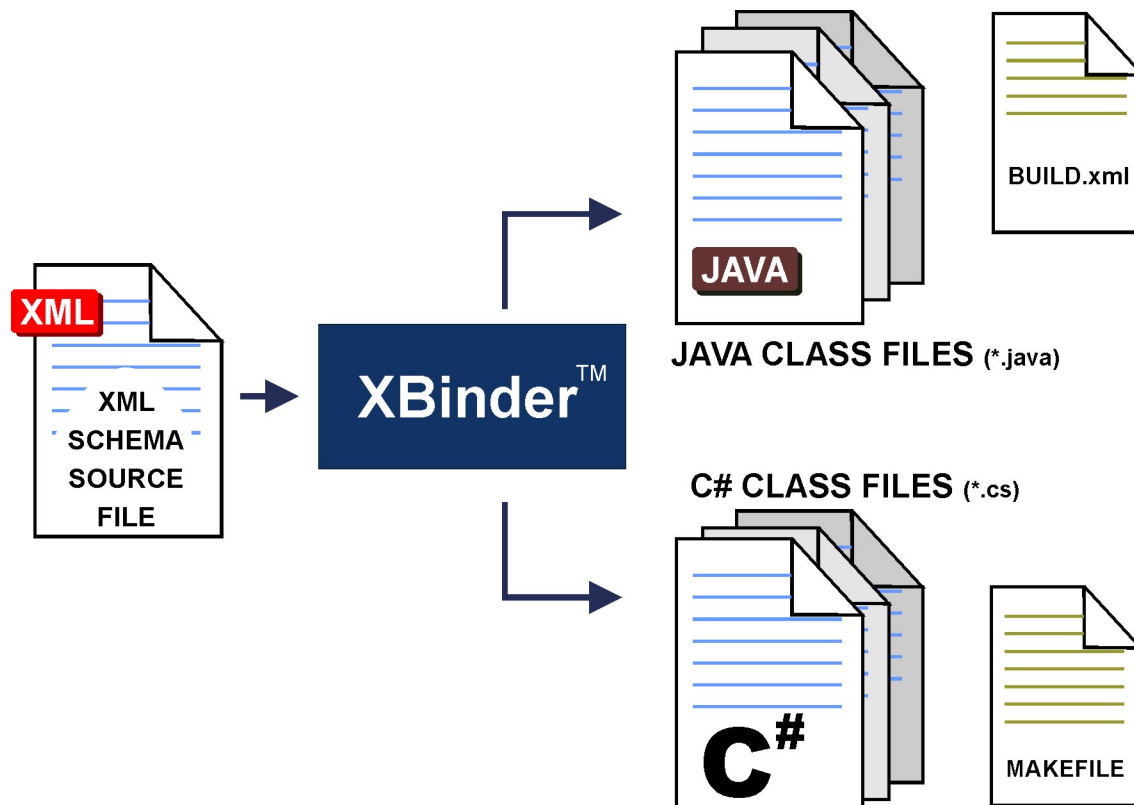 XML
XML
SCHEMA
SOURCE
FILE
XBinder™
JAVA
JAVA CLASS FILES (*.java)
BUILD.xml
C# CLASS FILES (*.cs)
C#
MAKEFILE